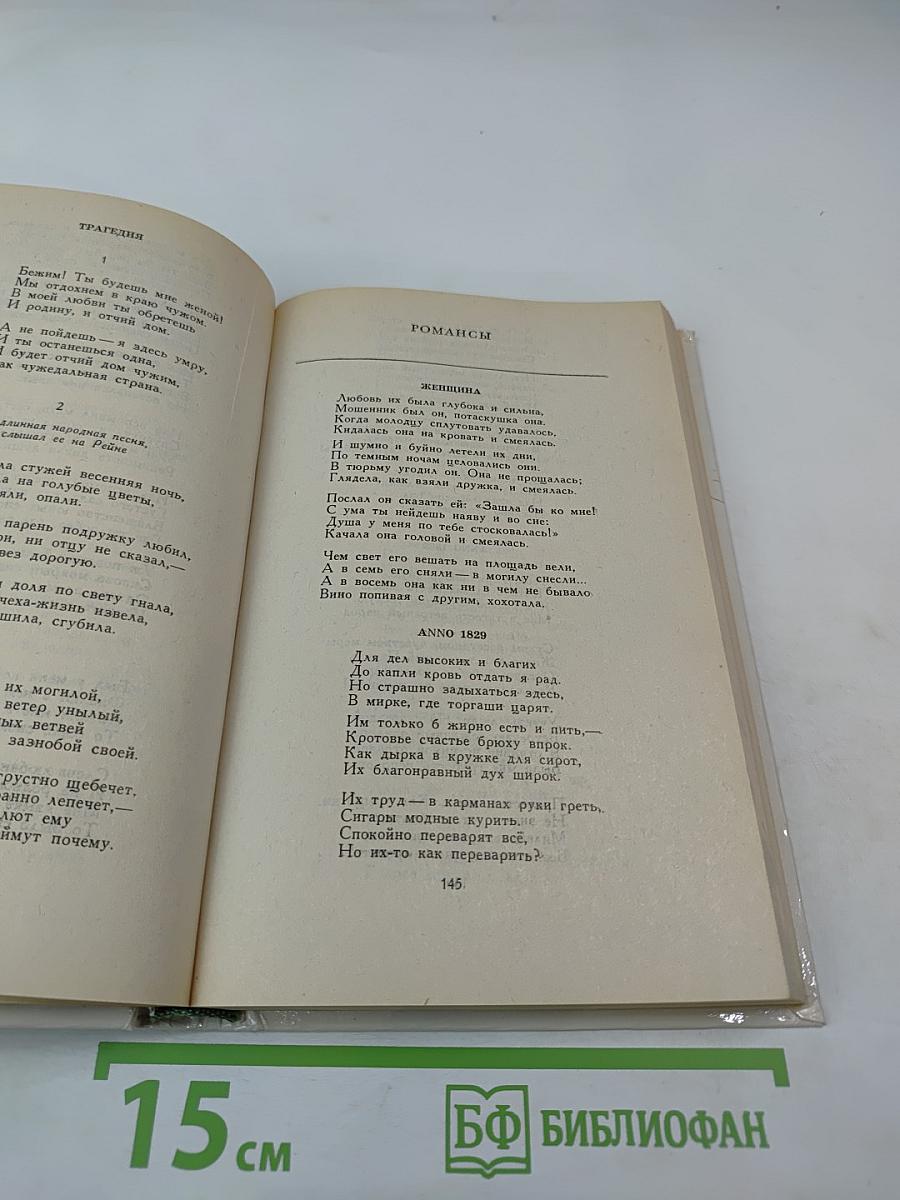 ТРАГЕДИЯ
1
Бежим! Ты будешь мне женой!
Мы отдохнем в краю чужом.
В моей любви ты обретешь
И родину, и отчий дом.
А не пойдешь — я здесь умру,
И ты останешься одна,
И будет отчий дом чужим,
как чужедальная страна.
2
длинная народная песня,
слышал ее на Рейне
ла стужей весенняя ночь,
а на голубые цветы,
яли, опали.
парень подружку любил,
ри, ни отцу не сказал,—
вез дорогую.
и доля по свету гнала,
чеха-жизнь извела,
шила, сгубила.
их могилой,
ветер унылый,
ных ветвей
зазнобой своей.
грустно щебечет,
ранно лепечет,—
лют ему
ймут почему.
РОМАНСЫ
ЖЕНЩИНА
Любовь их была глубока и сильна,
Мошенник был он, потаскушка она.
Когда молодцу сплутовать удавалось,
Кидалась она на кровать и смеялась.
И шумно и буйно летели их дни,
По темным ночам целовались они.
В тюрьму угодил он. Она не прощалась;
Глядела, как взяли дружка, и смеялась.
Послал он сказать ей: «Зашла бы ко мне!
С ума ты нейдешь наяву и во сне:
Душа у меня по тебе стосковалась!»
Качала она головой и смеялась.
Чем свет его вешать на площадь вели,
А в семь его сняли — в могилу снесли...
А в восемь она как ни в чем не бывало
Вино попивая с другим, хохотала.
ANNO 1829
Для дел высоких и благих
До капли кровь отдать я рад.
Но страшно задыхаться здесь,
В мирке, где торгаши царят.
Им только б жирно есть и пить,—
Кротовье счастье брюху впрок.
Как дырка в кружке для сирот,
Их благонравный дух широк.
Их труд — в карманах руки греть,
Сигары модные курить.
Спокойно переварят всё,
Но их-то как переварить?
145
15 см
БФ БИБЛИОФАН